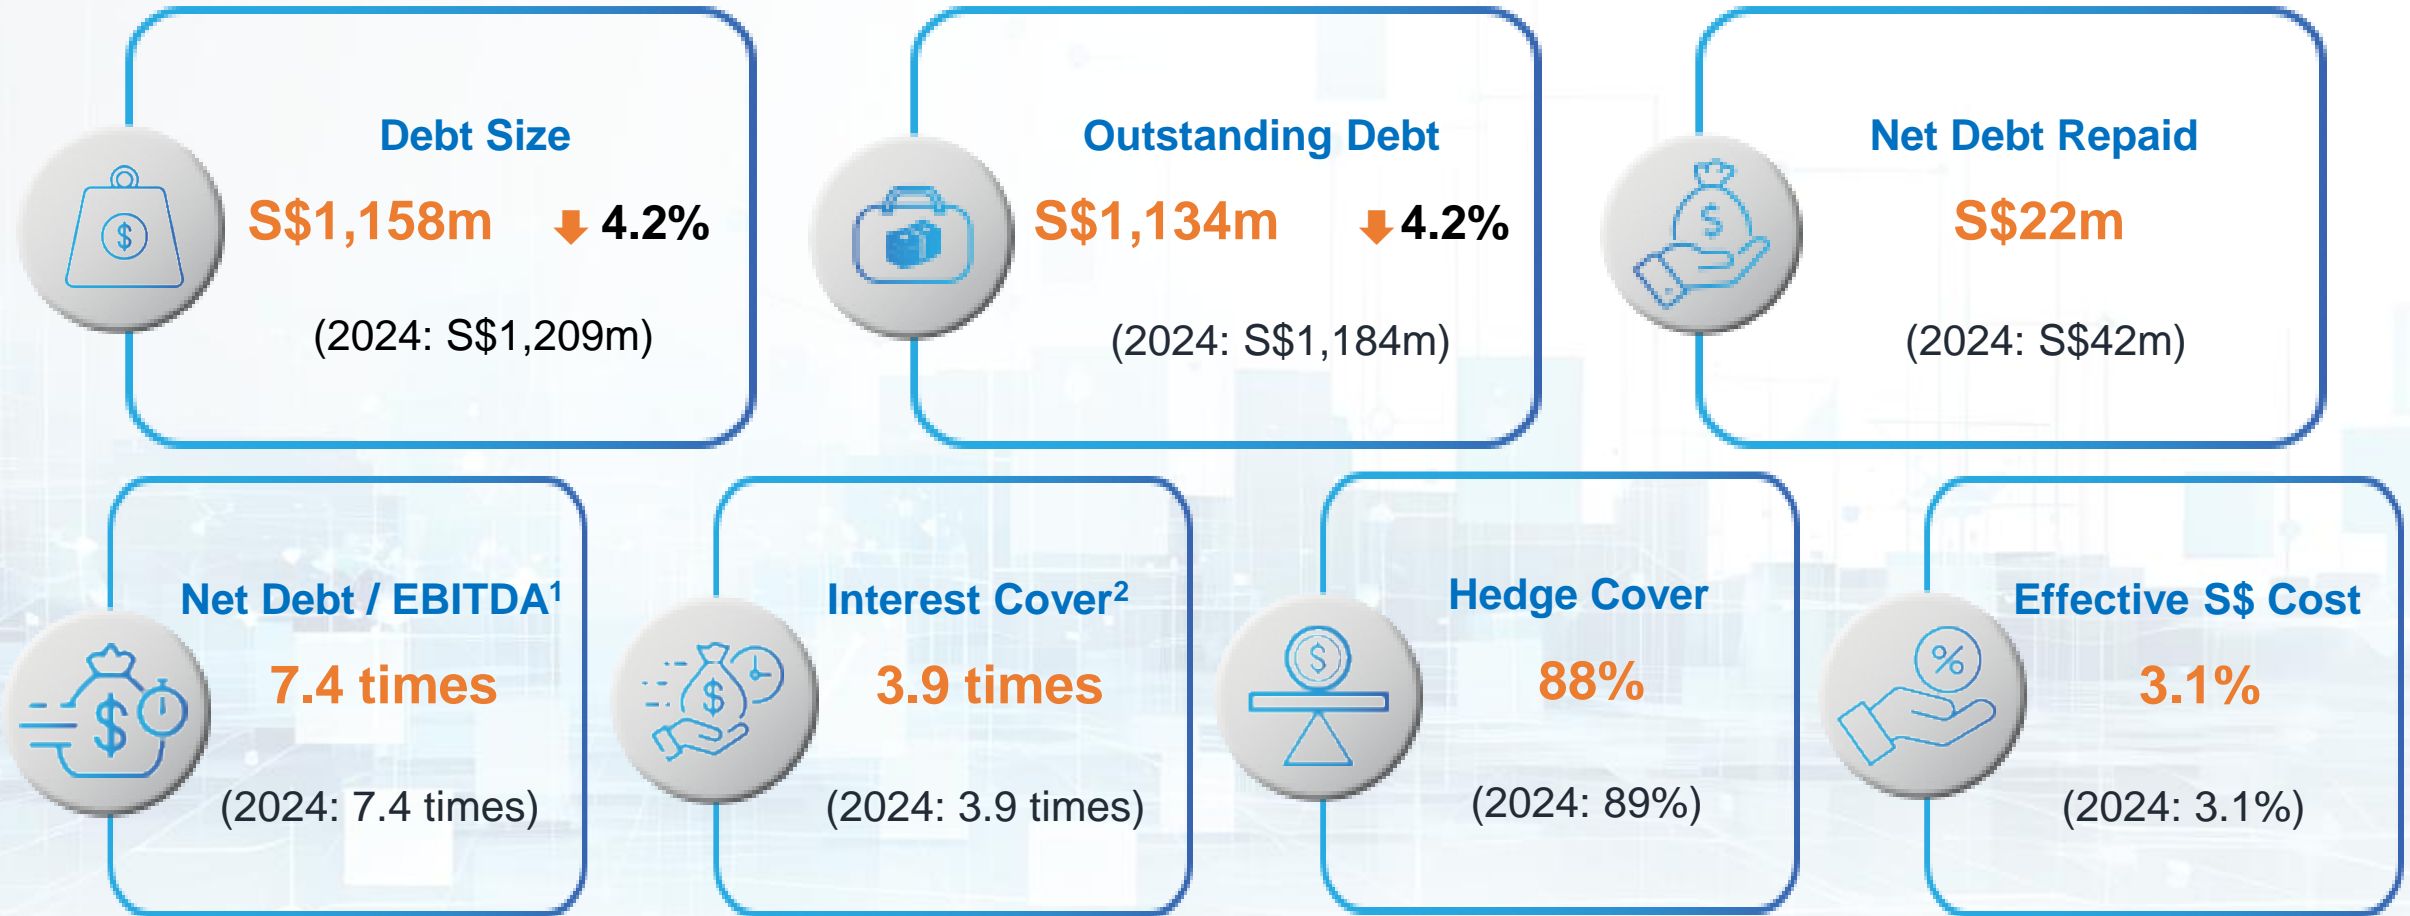 Debt Size
S$1,158m 4.2%
(2024: S$1,209m)
Outstanding Debt
S$1,134m 4.2%
(2024: S$1,184m)
Net Debt Repaid
S$22m
(2024: S$42m)
Net Debt / EBITDA¹
7.4 times
(2024: 7.4 times)
Interest Cover²
3.9 times
(2024: 3.9 times)
Hedge Cover
88%
(2024: 89%)
Effective S$ Cost
3.1%
(2024: 3.1%)